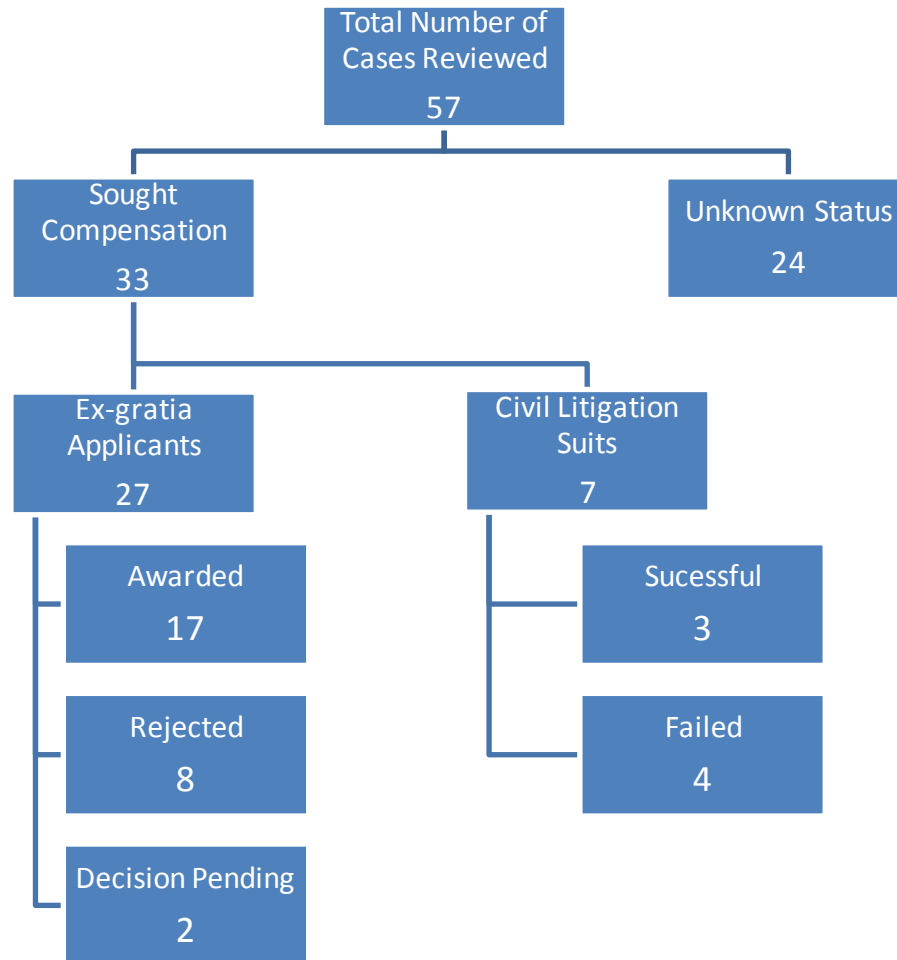 Total Number of
Cases Reviewed
57
Sought
Compensation
33
Unknown Status
24
Ex-gratia
Applicants
27
Civil Litigation
Suits
7
Awarded
17
Rejected
8
Decision Pending
2
Sucessful
3
Failed
4